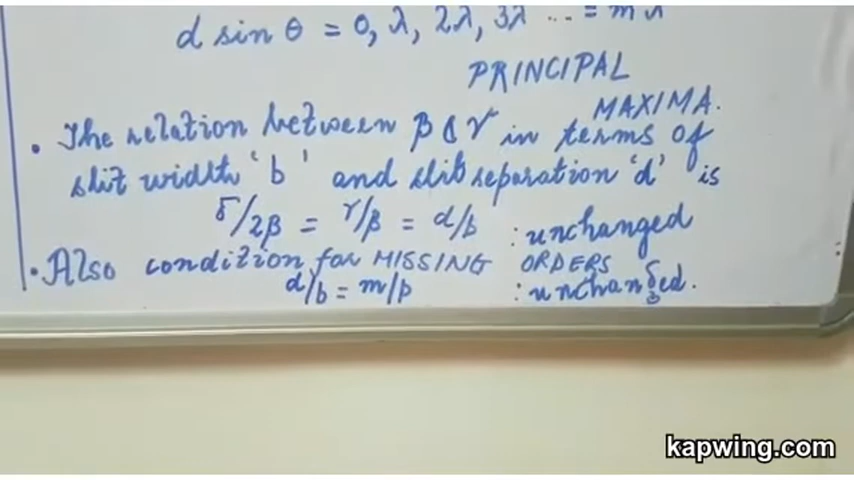 d sin θ = 0, λ, 2λ, 3λ ... = mλ
PRINCIPAL
MAXIMA.
• The relation between β & γ in terms of
slit width 'b' and slit separation 'd' is
δ/2β = γ/β = d/b : unchanged
• Also condition for MISSING ORDERS
d/b = m/p : unchanged.
kapwing.com